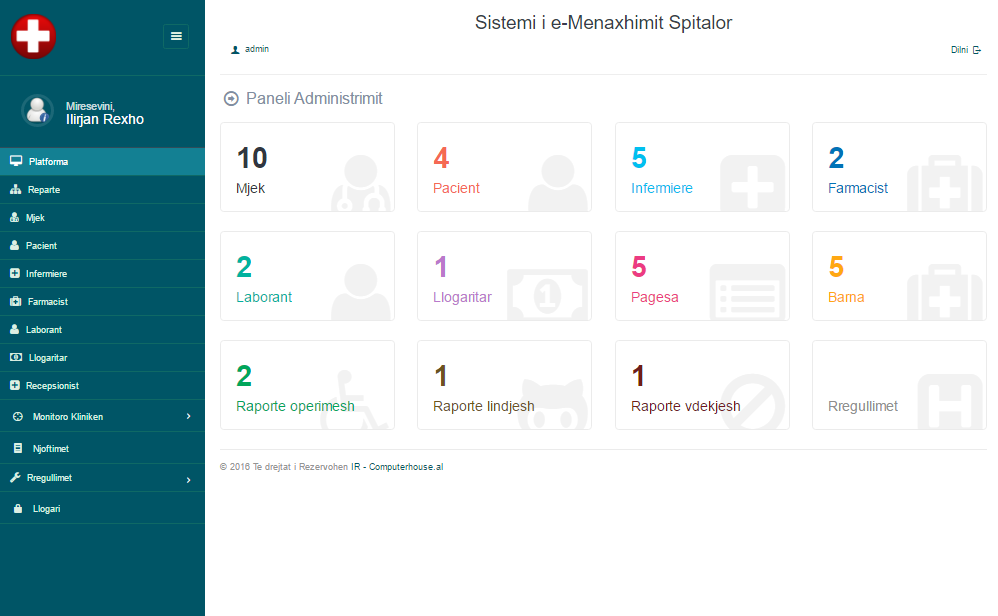 Sistemi i e-Menaxhimit Spitalor
admin
Dilni
Miresevini,
Ilirjan Rexho
Platforma
Reparte
Mjek
Pacient
Infermiere
Farmacist
Laborant
Llogaritar
Recepsionist
Monitoro Kliniken
Njoftimet
Rregullimet
Llogari
Paneli Administrimit
10
Mjek
4
Pacient
5
Infermiere
2
Farmacist
2
Laborant
1
Llogaritar
5
Pagesa
5
Barna
2
Raporte operimesh
1
Raporte lindjesh
1
Raporte vdekjesh
Rregullimet
© 2016 Te drejtat i Rezervohen IR - Computerhouse.al